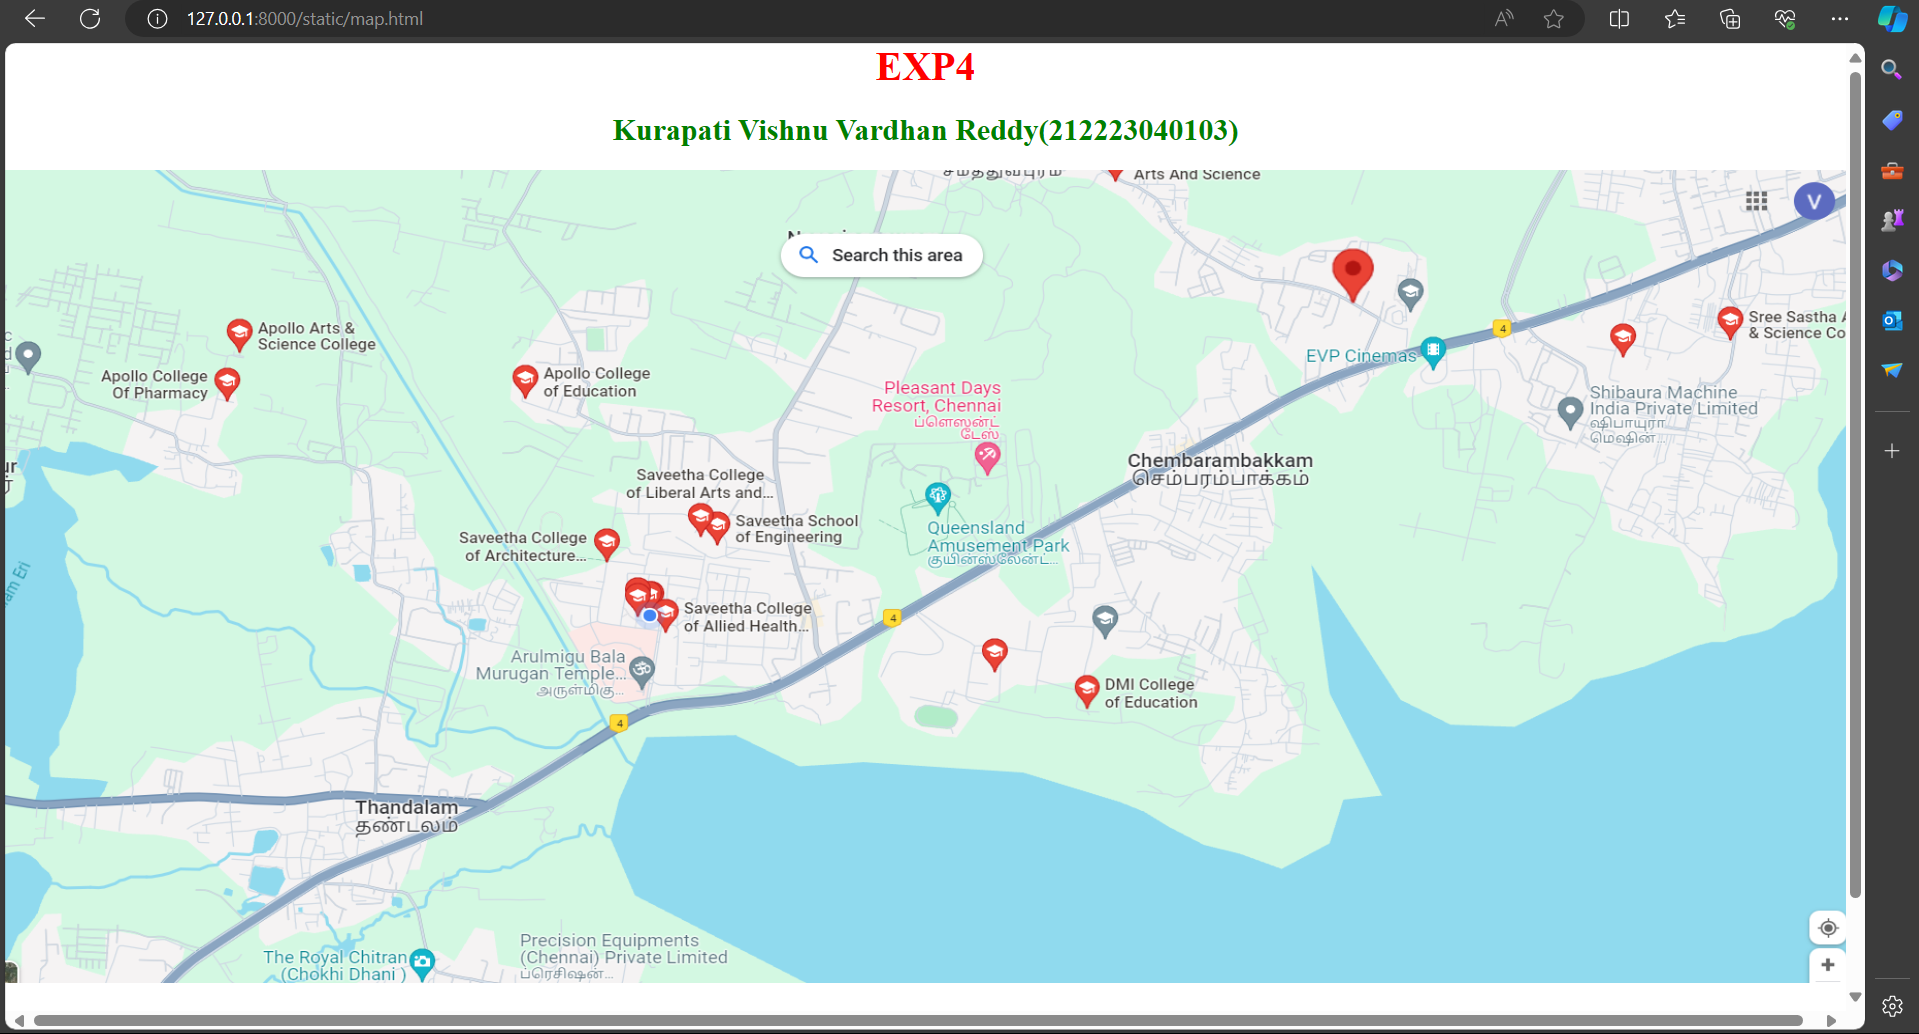 127.0.0.1:8000/static/map.html
EXP4
Kurapati Vishnu Vardhan Reddy(212223040103)
சமத்துவபுரம்
Arts And Science
V
Search this area
Apollo Arts &
Science College
Apollo College
Of Pharmacy
Apollo College
of Education
4
Sree Sastha
& Science Co
EVP Cinemas
Pleasant Days
Resort, Chennai
ப்ளெஸன்ட்
டேஸ்
Shibaura Machine
India Private Limited
ஷிபாயுரா
மெஷின்...
Chembarambakkam
செம்பரம்பாக்கம்
Saveetha College
of Liberal Arts and...
Saveetha School
of Engineering
Saveetha College
of Architecture...
Queensland
Amusement Park
குயின்ஸ்லேன்ட்...
Saveetha College
of Allied Health...
4
Arulmigu Bala
Murugan Temple...
அருள்மிகு...
DMI College
of Education
4
Thandalam
தண்டலம்
The Royal Chitran
(Chokhi Dhani )
Precision Equipments
(Chennai) Private Limited
ப்ரெசிஷன்...